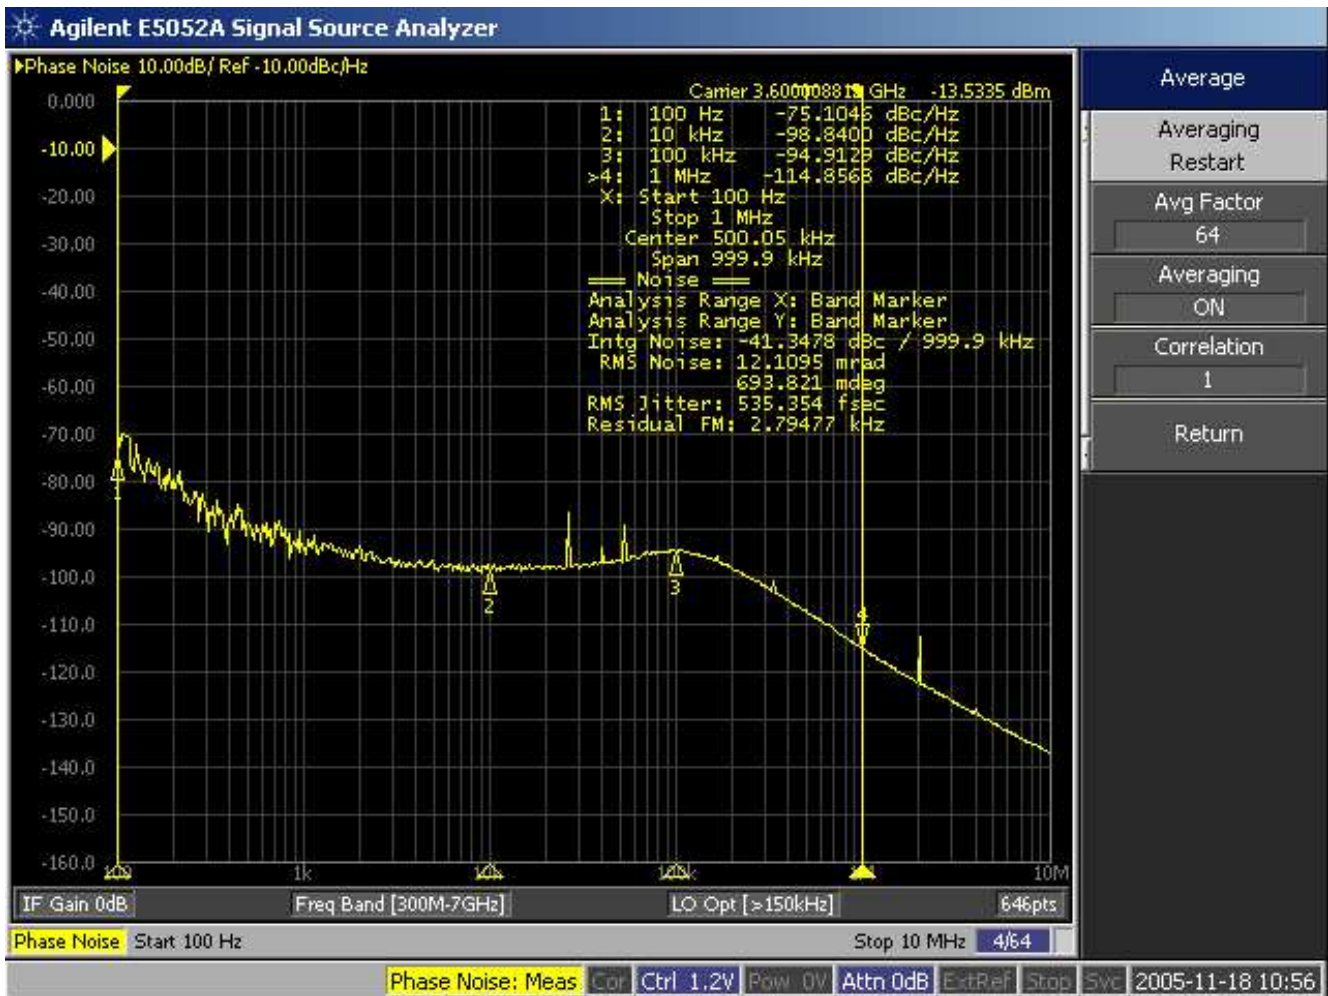 Agilent E5052A Signal Source Analyzer
Phase Noise 10.00dB/ Ref -10.00dBc/Hz
Carrier 3.60000881 GHz -13.5335 dBm
1: 100 Hz -75.1046 dBc/Hz
2: 10 kHz -98.8400 dBc/Hz
3: 100 kHz -94.9129 dBc/Hz
>4: 1 MHz -114.8568 dBc/Hz
X: Start 100 Hz
Stop 1 MHz
Center 500.05 kHz
Span 999.9 kHz
=== Noise ===
Analysis Range X: Band Marker
Analysis Range Y: Band Marker
Intg Noise: -41.3478 dBc / 999.9 kHz
RMS Noise: 12.1095 mrad
693.821 mdeg
RMS Jitter: 535.354 fsec
Residual FM: 2.79477 kHz
0.000
-10.00
-20.00
-30.00
-40.00
-50.00
-60.00
-70.00
-80.00
-90.00
-100.0
-110.0
-120.0
-130.0
-140.0
-150.0
-160.0
1
2
3
4
100
1k
10k
100k
10M
IF Gain 0dB
Freq Band [300M-7GHz]
LO Opt [>150kHz]
646pts
Phase Noise Start 100 Hz
Stop 10 MHz 4/64
Phase Noise: Meas Cor Ctrl 1.2V Pow 0V Attn 0dB ExtRef Stop Svc 2005-11-18 10:56
Average
Averaging
Restart
Avg Factor
64
Averaging
ON
Correlation
1
Return